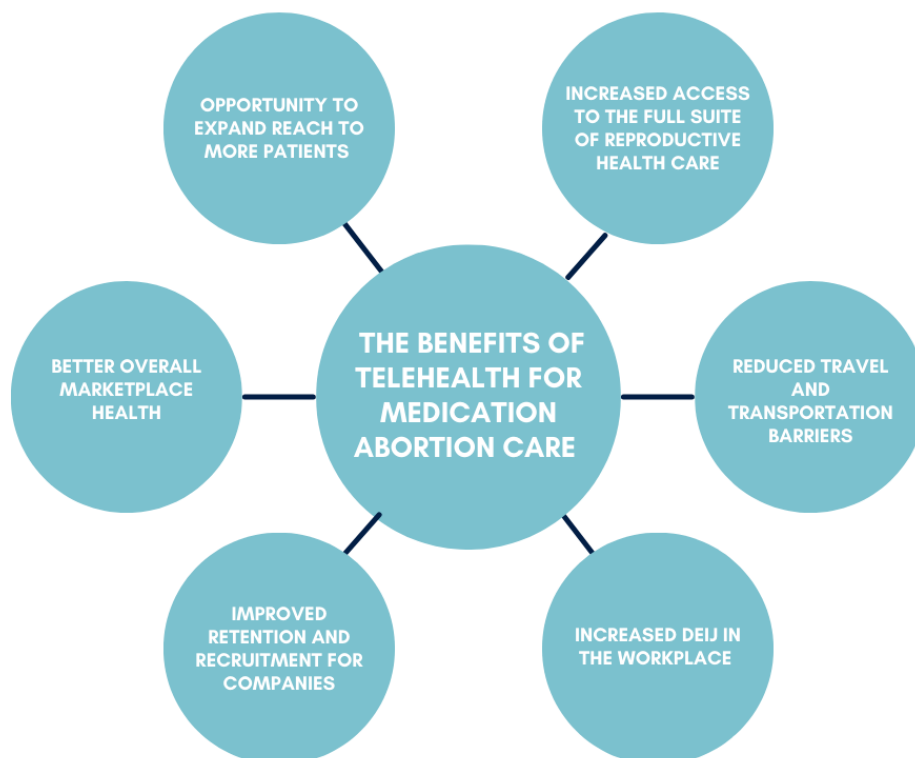 OPPORTUNITY TO
EXPAND REACH TO
MORE PATIENTS
INCREASED ACCESS
TO THE FULL SUITE
OF REPRODUCTIVE
HEALTH CARE
THE BENEFITS OF
TELEHEALTH FOR
MEDICATION
ABORTION CARE
BETTER OVERALL
MARKETPLACE
HEALTH
REDUCED TRAVEL
AND
TRANSPORTATION
BARRIERS
IMPROVED
RETENTION AND
RECRUITMENT FOR
COMPANIES
INCREASED DEIJ IN
THE WORKPLACE